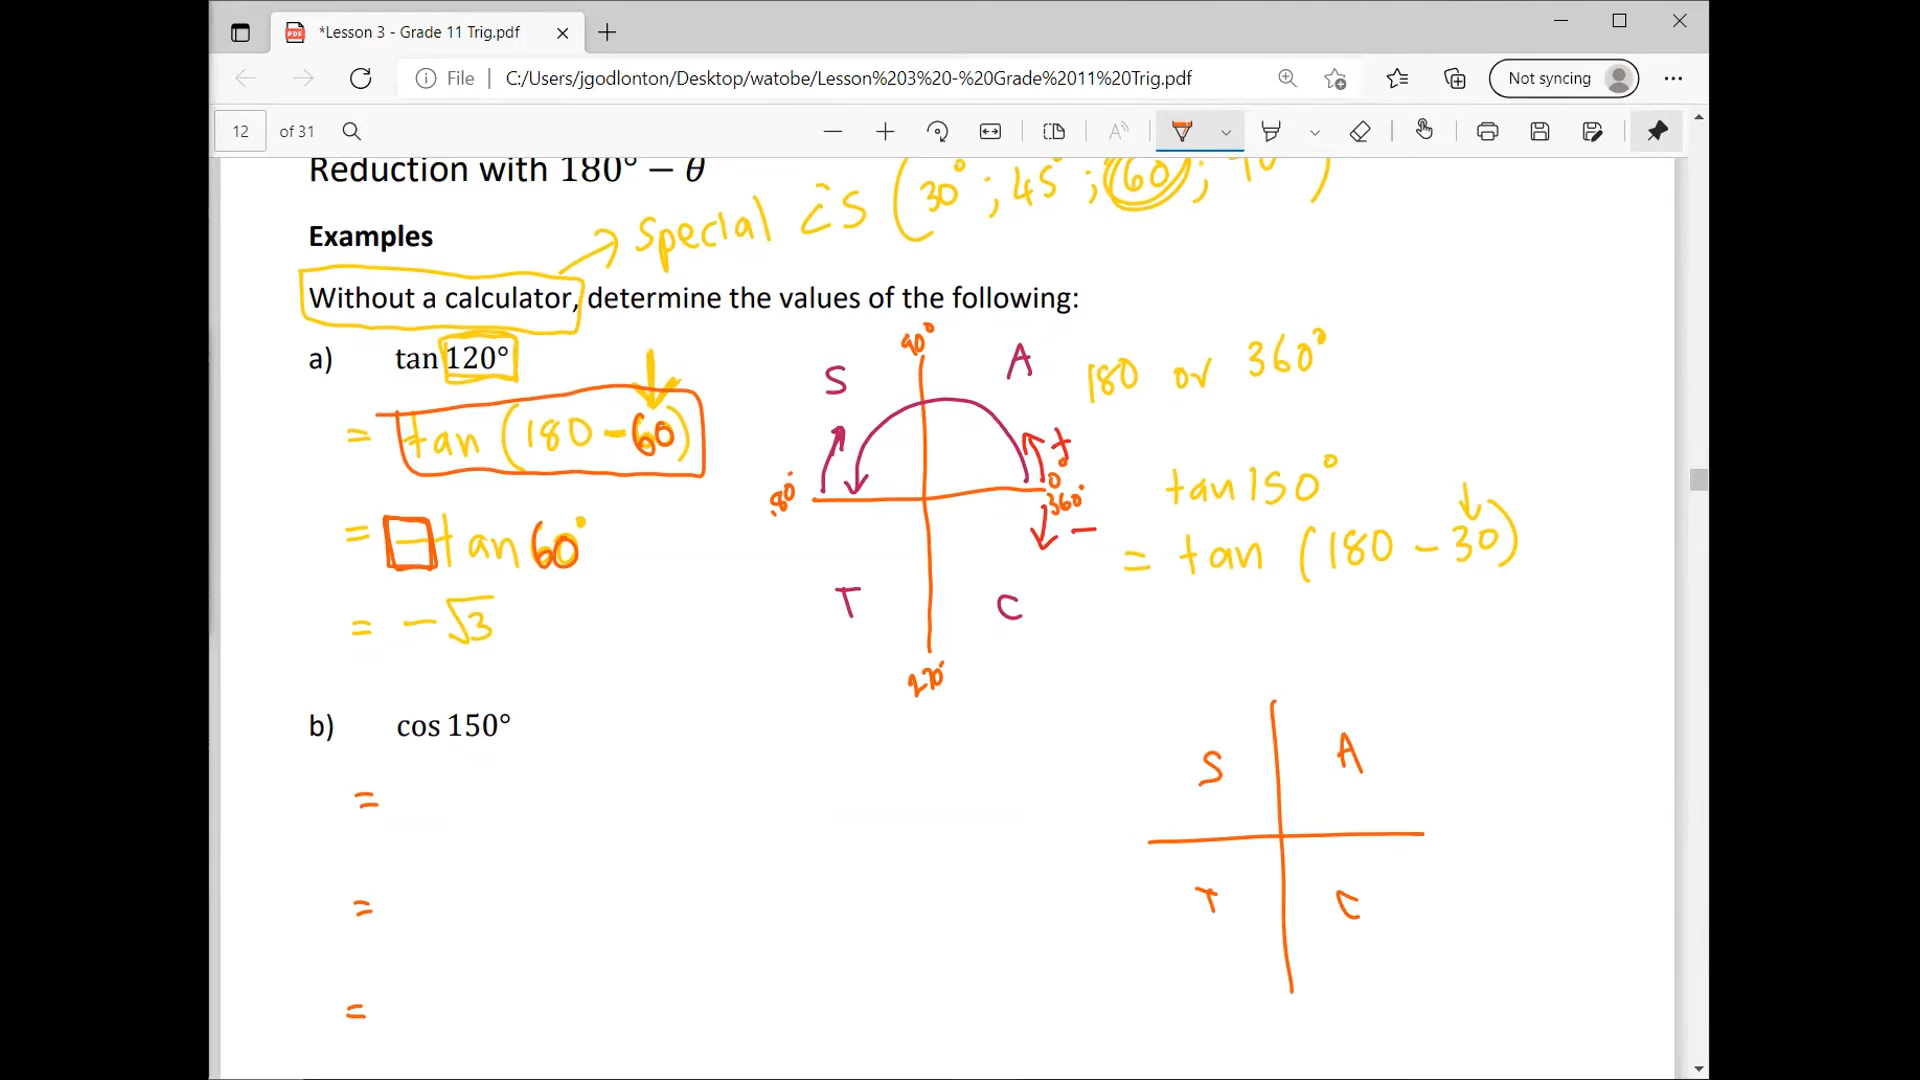 *Lesson 3 - Grade 11 Trig.pdf
File | C:/Users/jgodlonton/Desktop/watobe/Lesson%203%20-%20Grade%2011%20Trig.pdf
Not syncing
12 of 31
Reduction with 180° − θ
Special ∠s (30°; 45°; 60;
Examples
Without a calculator, determine the values of the following:
a) tan 120°
90°
S A
180 or 360°
= tan (180 − 60)
+
80° 0° 360°
−
tan 150°
= tan (180 − 30)
= − tan 60°
T C
= −√3
270°
b) cos 150°
S A
=
T C
=
=